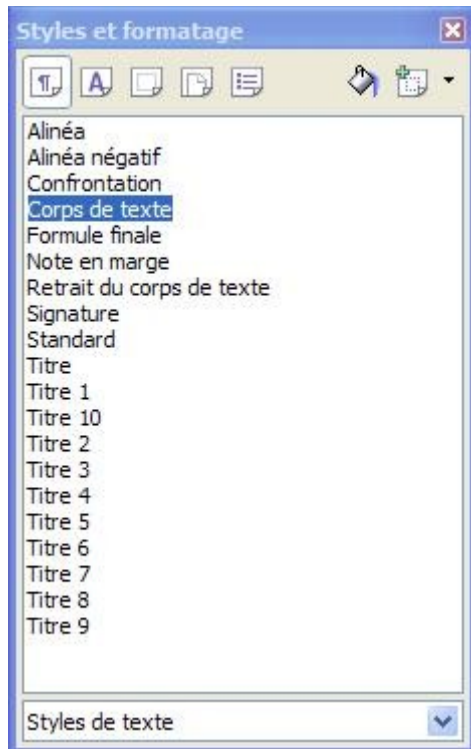 Styles et formatage
Alinéa
Alinéa négatif
Confrontation
Corps de texte
Formule finale
Note en marge
Retrait du corps de texte
Signature
Standard
Titre
Titre 1
Titre 10
Titre 2
Titre 3
Titre 4
Titre 5
Titre 6
Titre 7
Titre 8
Titre 9
Styles de texte